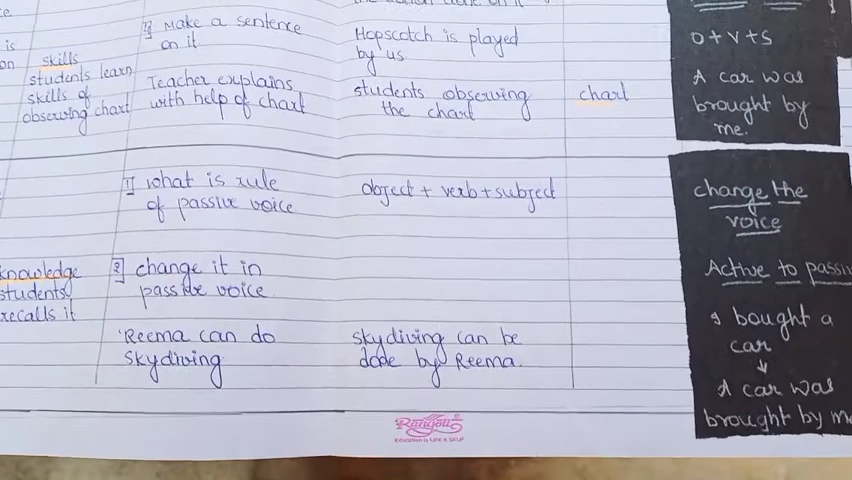 is
on
skills
students learn
skills of
observing chart
1] Make a sentence
on it
Teacher explains
with help of chart
Hopscotch is played
by us
students observing
the chart
chart
O + V + S
A car was
brought by
me.
1] what is rule
of passive voice
object + verb + subject
knowledge
students
recalls it
2] change it in
passive voice
'Reema can do
skydiving
skydiving can be
done by Reema.
change the
voice
Active to passiv
I bought a
car
↓
A car was
brought by me
Rangoli
Education is LIFE it SELF